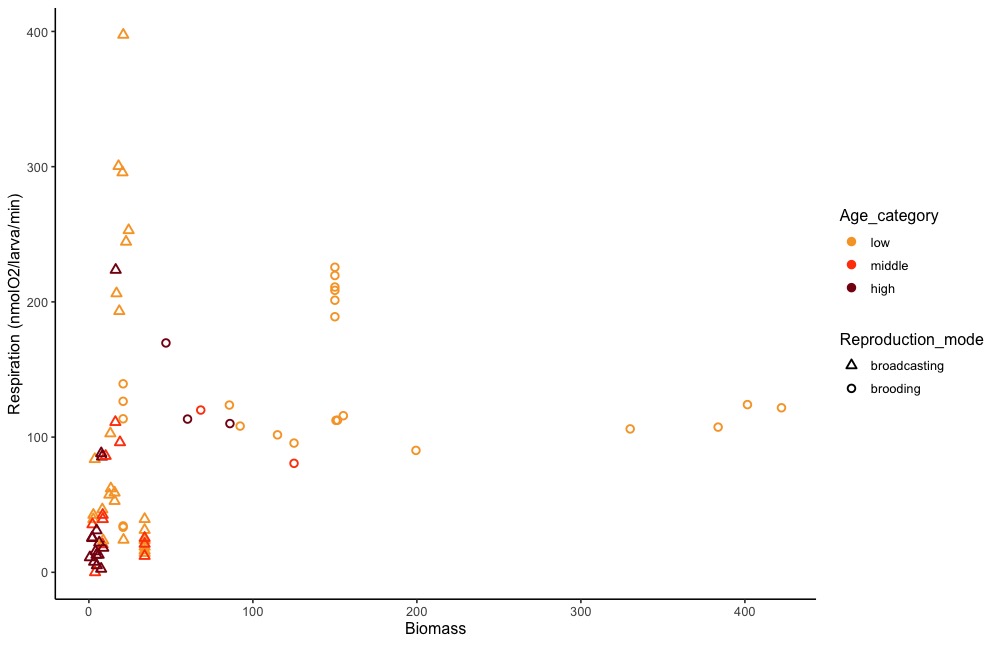 400
300
200
100
0
0
100
200
300
400
Biomass
Respiration (nmolO2/larva/min)
Age_category
low
middle
high
Reproduction_mode
broadcasting
brooding